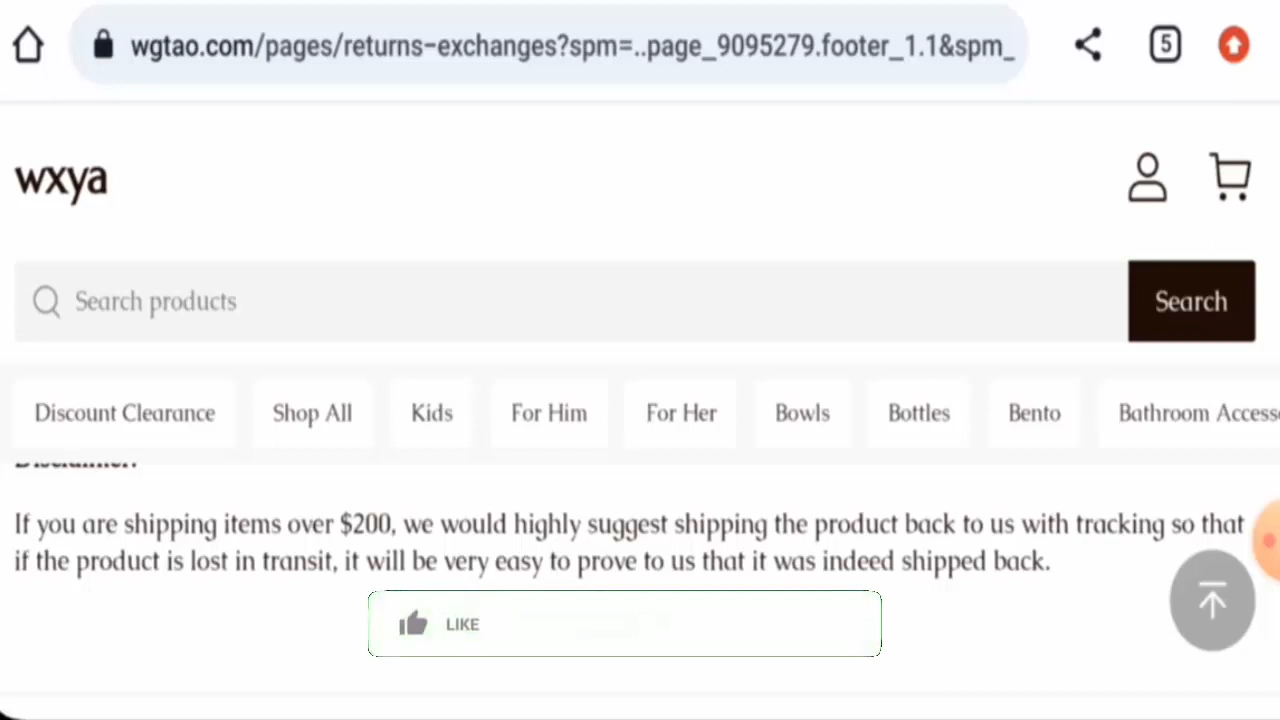 wgtao.com/pages/returns-exchanges?spm=..page_9095279.footer_1.1&spm_
5
wxya
Search products
Search
Discount Clearance
Shop All
Kids
For Him
For Her
Bowls
Bottles
Bento
Bathroom Access
Disclaimer:
If you are shipping items over $200, we would highly suggest shipping the product back to us with tracking so that
if the product is lost in transit, it will be very easy to prove to us that it was indeed shipped back.
LIKE